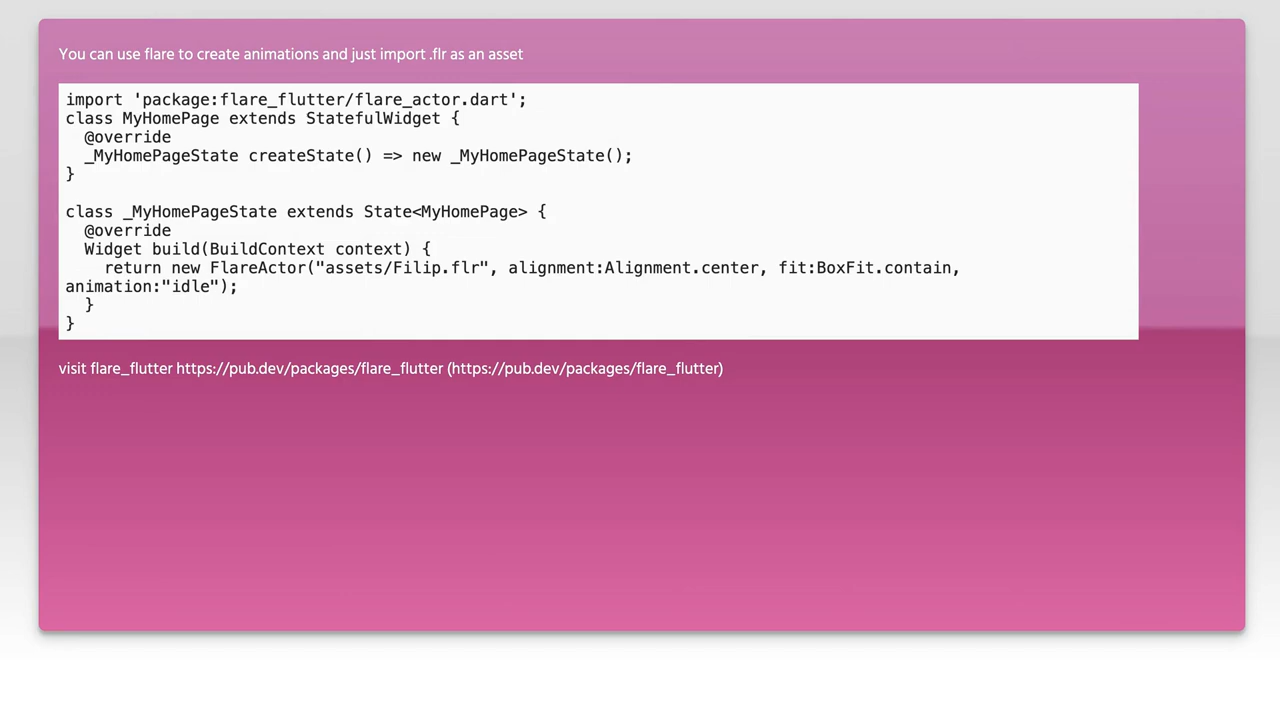 You can use flare to create animations and just import .flr as an asset
import 'package:flare_flutter/flare_actor.dart';
class MyHomePage extends StatefulWidget {
  @override
  _MyHomePageState createState() => new _MyHomePageState();
}

class _MyHomePageState extends State<MyHomePage> {
  @override
  Widget build(BuildContext context) {
    return new FlareActor("assets/Filip.flr", alignment:Alignment.center, fit:BoxFit.contain,
animation:"idle");
  }
}
visit flare_flutter https://pub.dev/packages/flare_flutter (https://pub.dev/packages/flare_flutter)